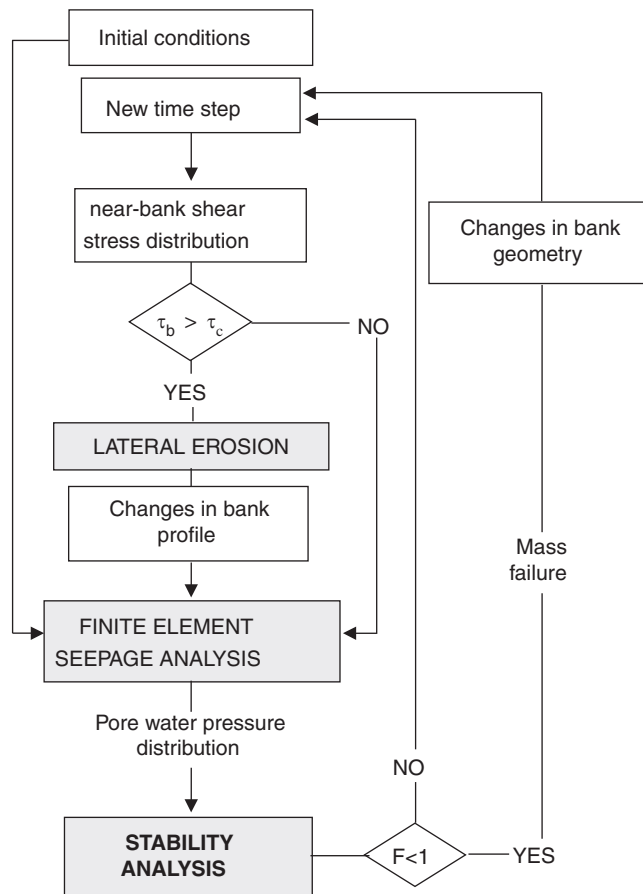 Initial conditions
New time step
near-bank shear
stress distribution
τb > τc
NO
YES
LATERAL EROSION
Changes in bank
profile
FINITE ELEMENT
SEEPAGE ANALYSIS
Pore water pressure
distribution
STABILITY
ANALYSIS
F<1
NO
YES
Mass
failure
Changes in bank
geometry